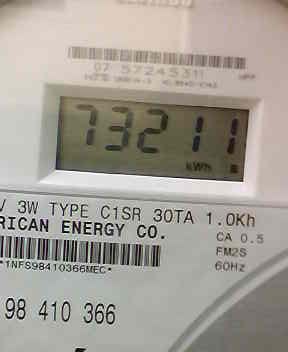 07 57245311
73211
kWh
V 3W TYPE C1SR 30TA 1.0Kh
RICAN ENERGY CO.
CA 0.5
FM2S
60Hz
*1NFS98410366MEC*
98 410 366